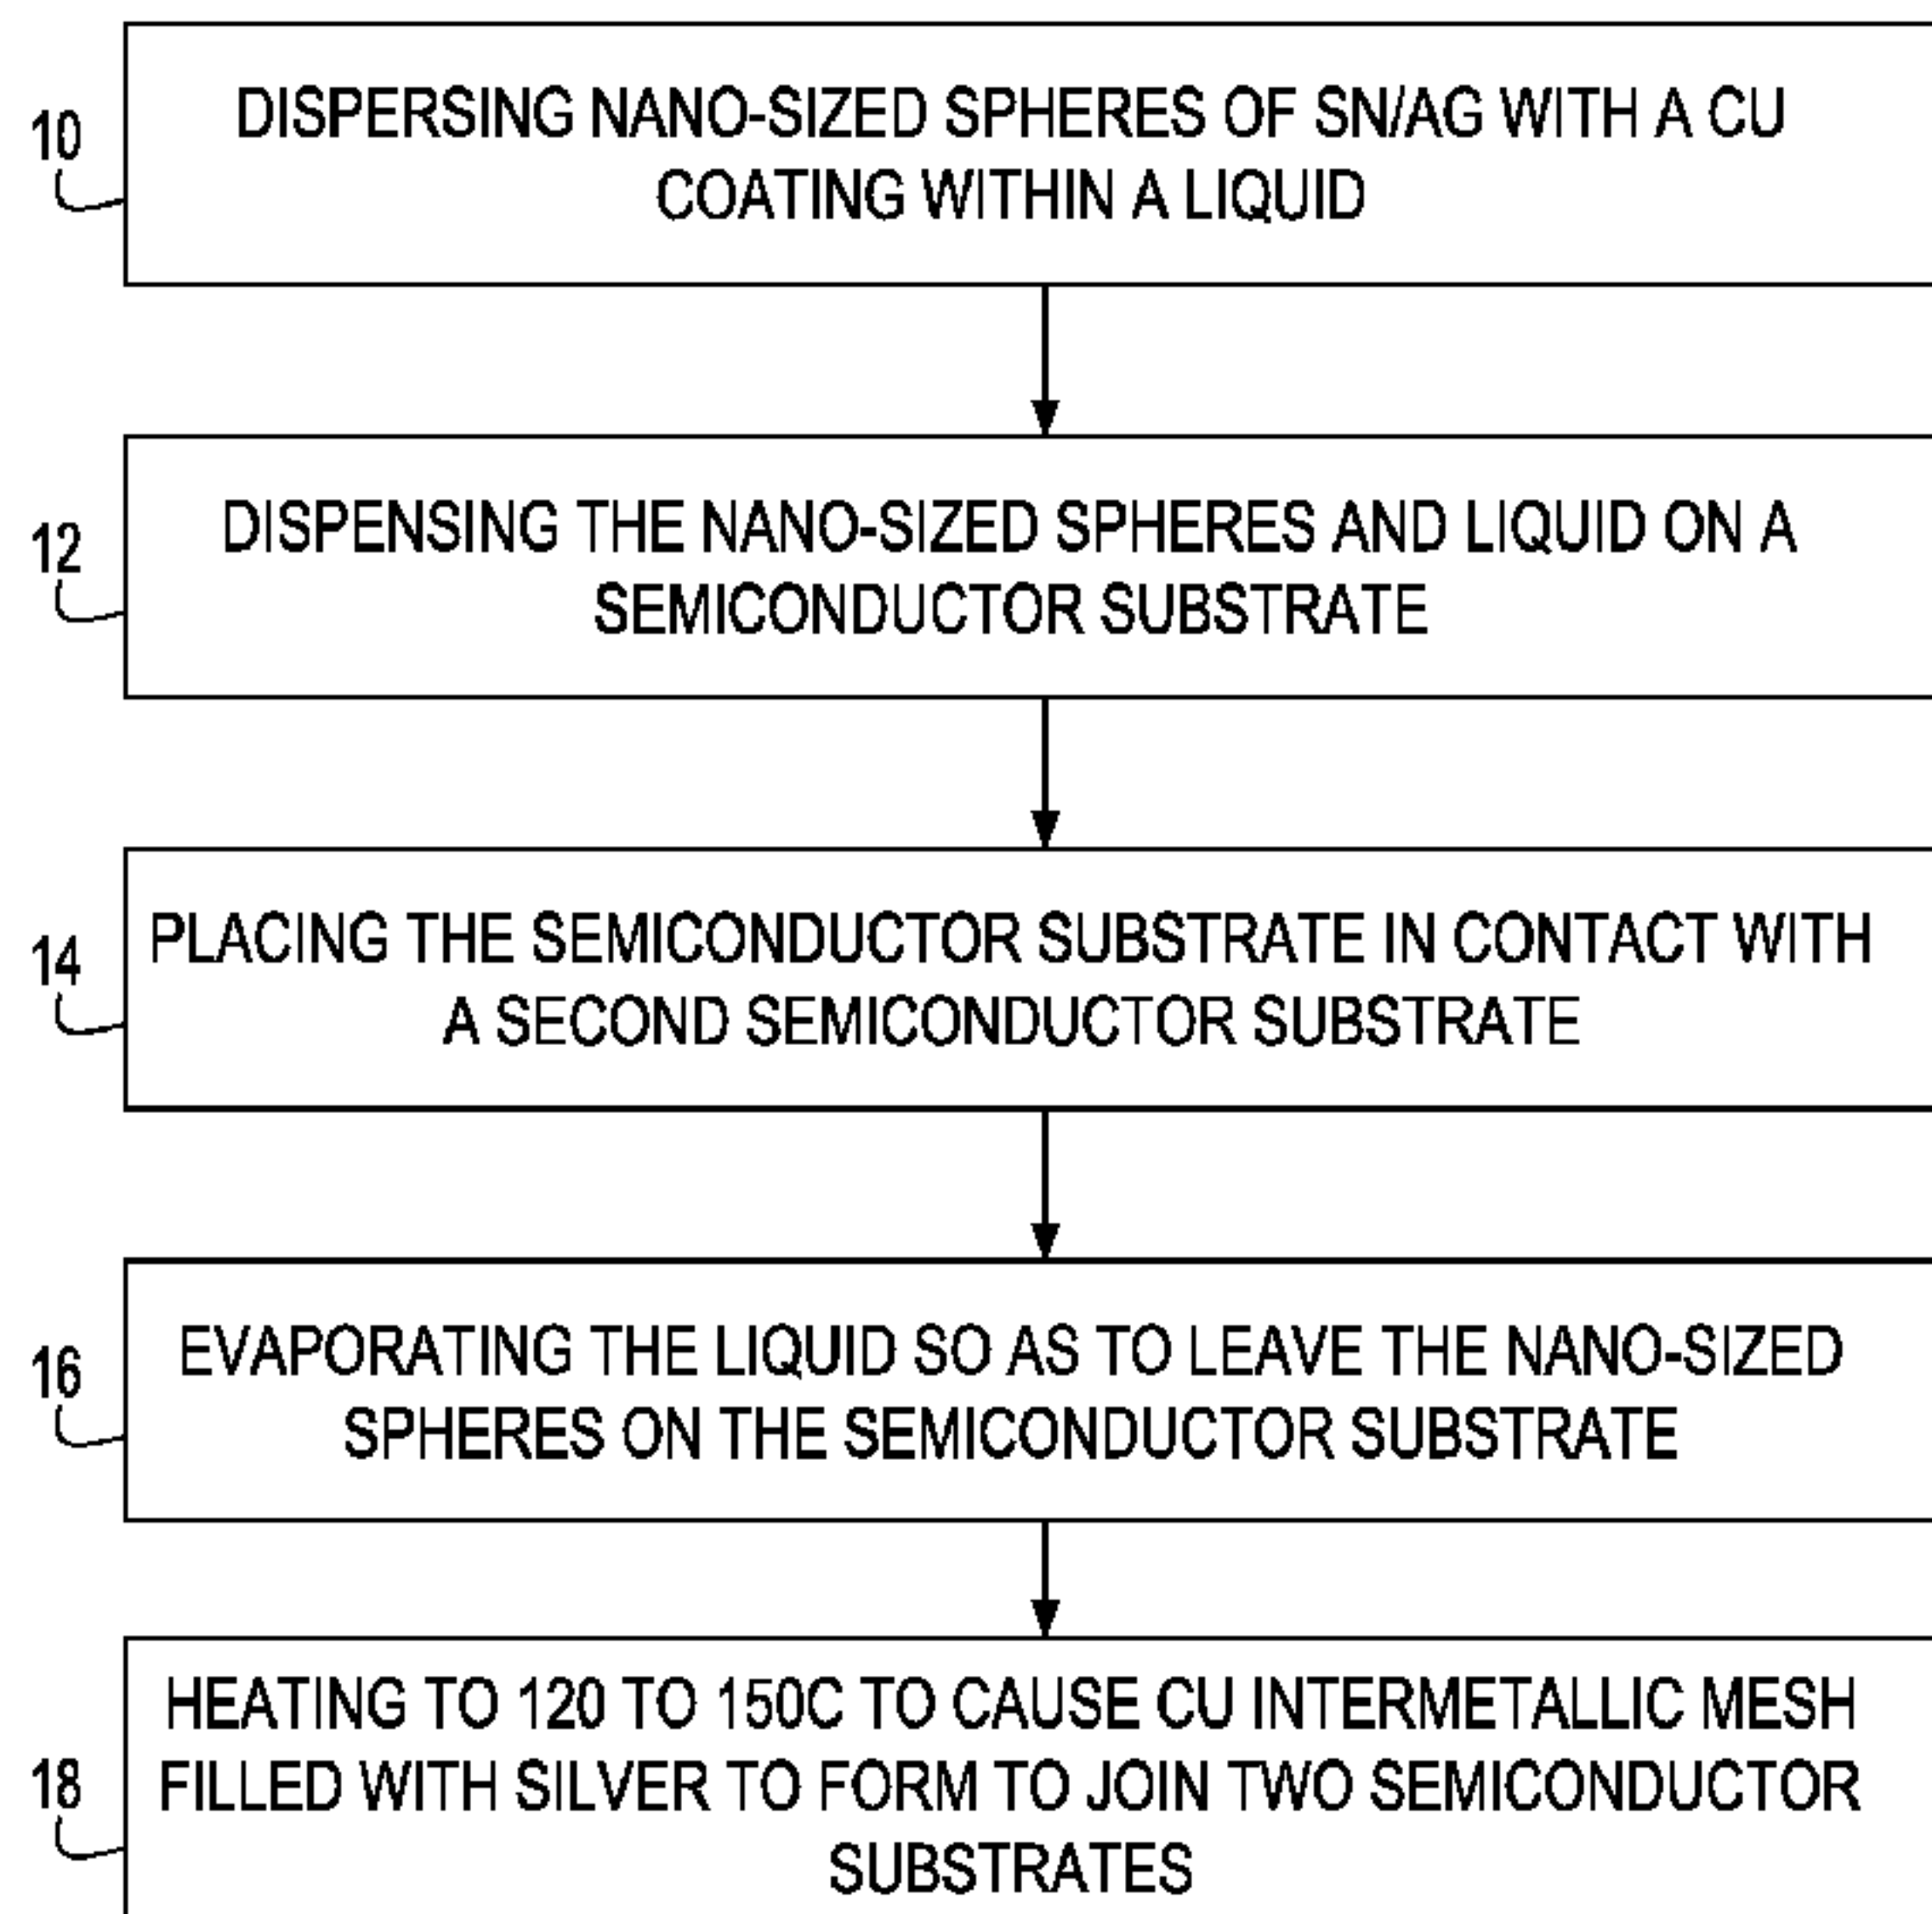 10
DISPERSING NANO-SIZED SPHERES OF SN/AG WITH A CU
COATING WITHIN A LIQUID
12
DISPENSING THE NANO-SIZED SPHERES AND LIQUID ON A
SEMICONDUCTOR SUBSTRATE
14
PLACING THE SEMICONDUCTOR SUBSTRATE IN CONTACT WITH
A SECOND SEMICONDUCTOR SUBSTRATE
16
EVAPORATING THE LIQUID SO AS TO LEAVE THE NANO-SIZED
SPHERES ON THE SEMICONDUCTOR SUBSTRATE
18
HEATING TO 120 TO 150C TO CAUSE CU INTERMETALLIC MESH
FILLED WITH SILVER TO FORM TO JOIN TWO SEMICONDUCTOR
SUBSTRATES